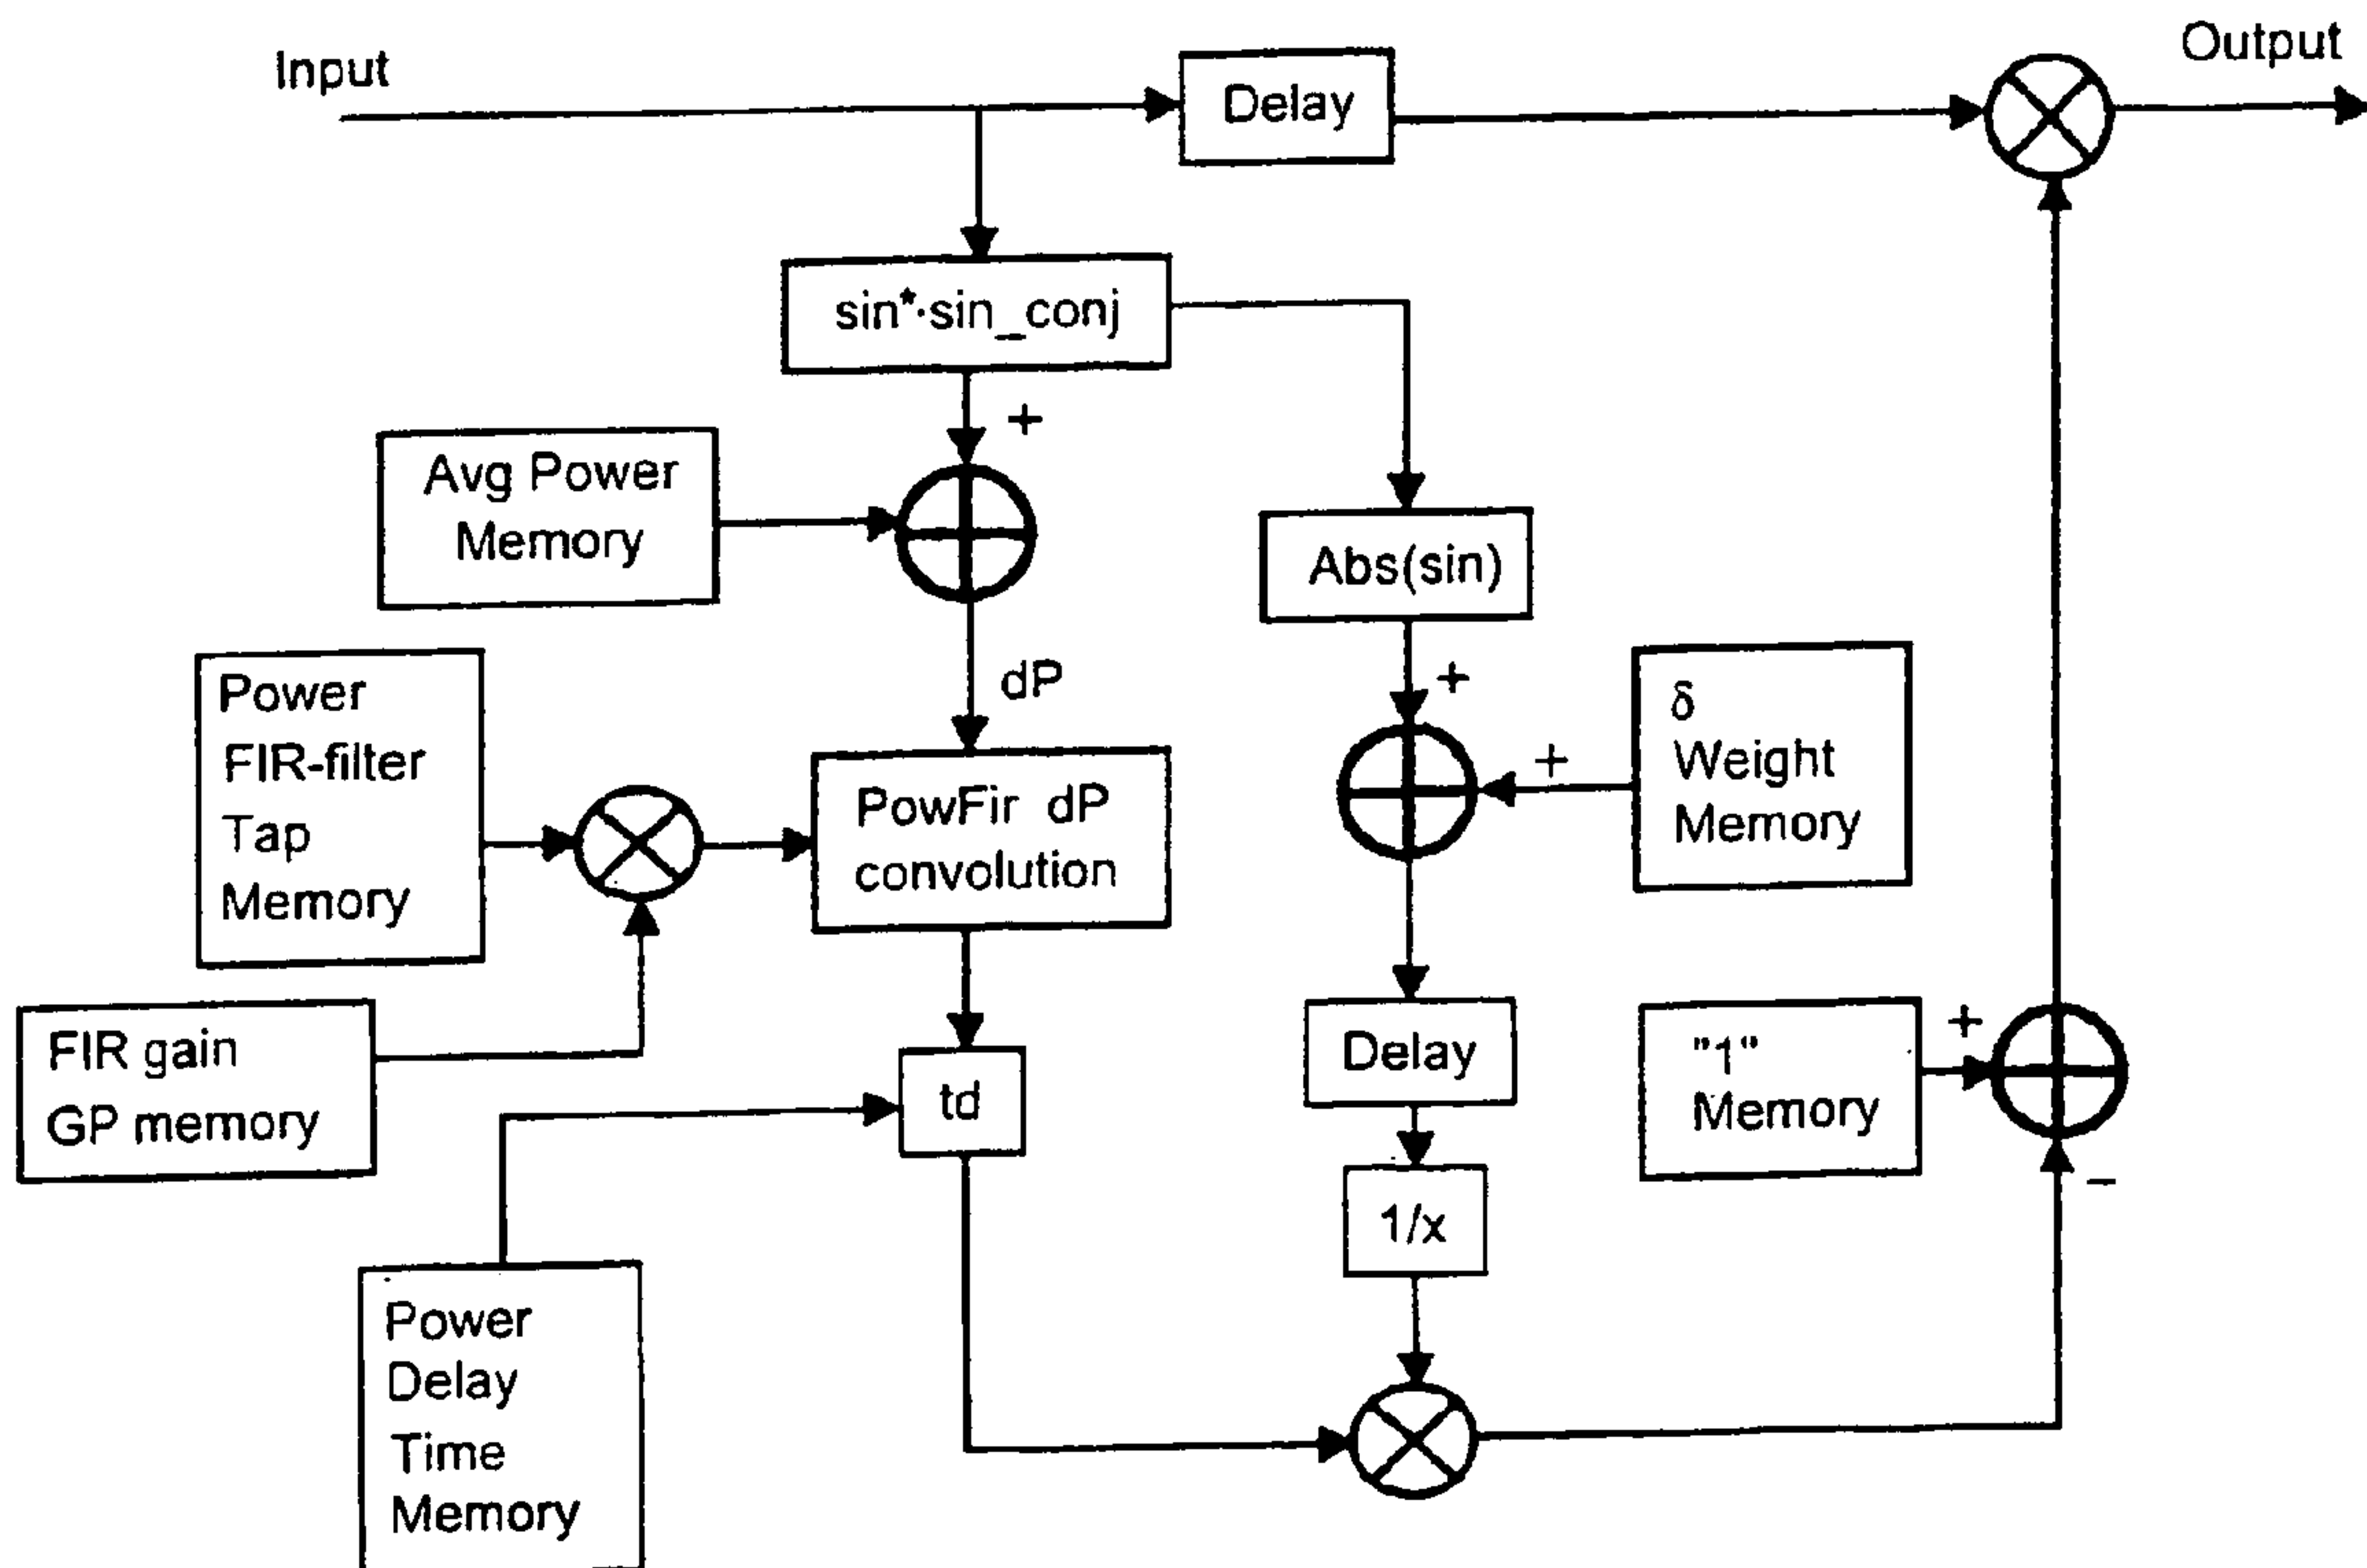 Input
Output
Delay
sin*·sin_conj
+
Avg Power
Memory
Abs(sin)
+
dP
δ
Weight
Memory
+
Power
FIR-filter
Tap
Memory
PowFir dP
convolution
FIR gain
GP memory
td
Delay
"1"
Memory
+
−
1/x
Power
Delay
Time
Memory